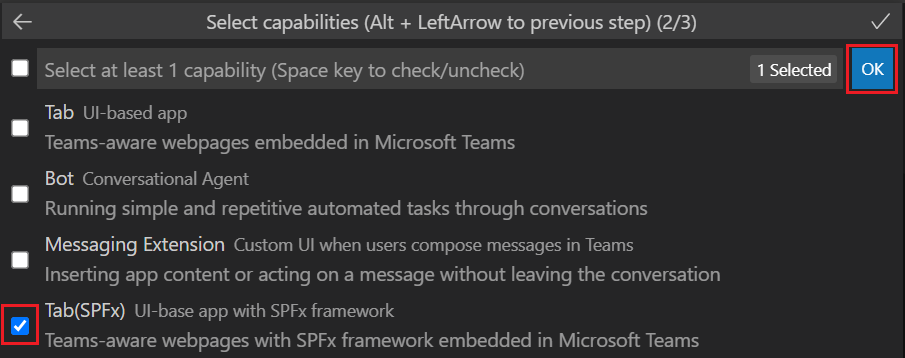 Select capabilities (Alt + LeftArrow to previous step) (2/3)
Select at least 1 capability (Space key to check/uncheck) 1 Selected OK
Tab UI-based app
Teams-aware webpages embedded in Microsoft Teams
Bot Conversational Agent
Running simple and repetitive automated tasks through conversations
Messaging Extension Custom UI when users compose messages in Teams
Inserting app content or acting on a message without leaving the conversation
Tab(SPFx) UI-base app with SPFx framework
Teams-aware webpages with SPFx framework embedded in Microsoft Teams